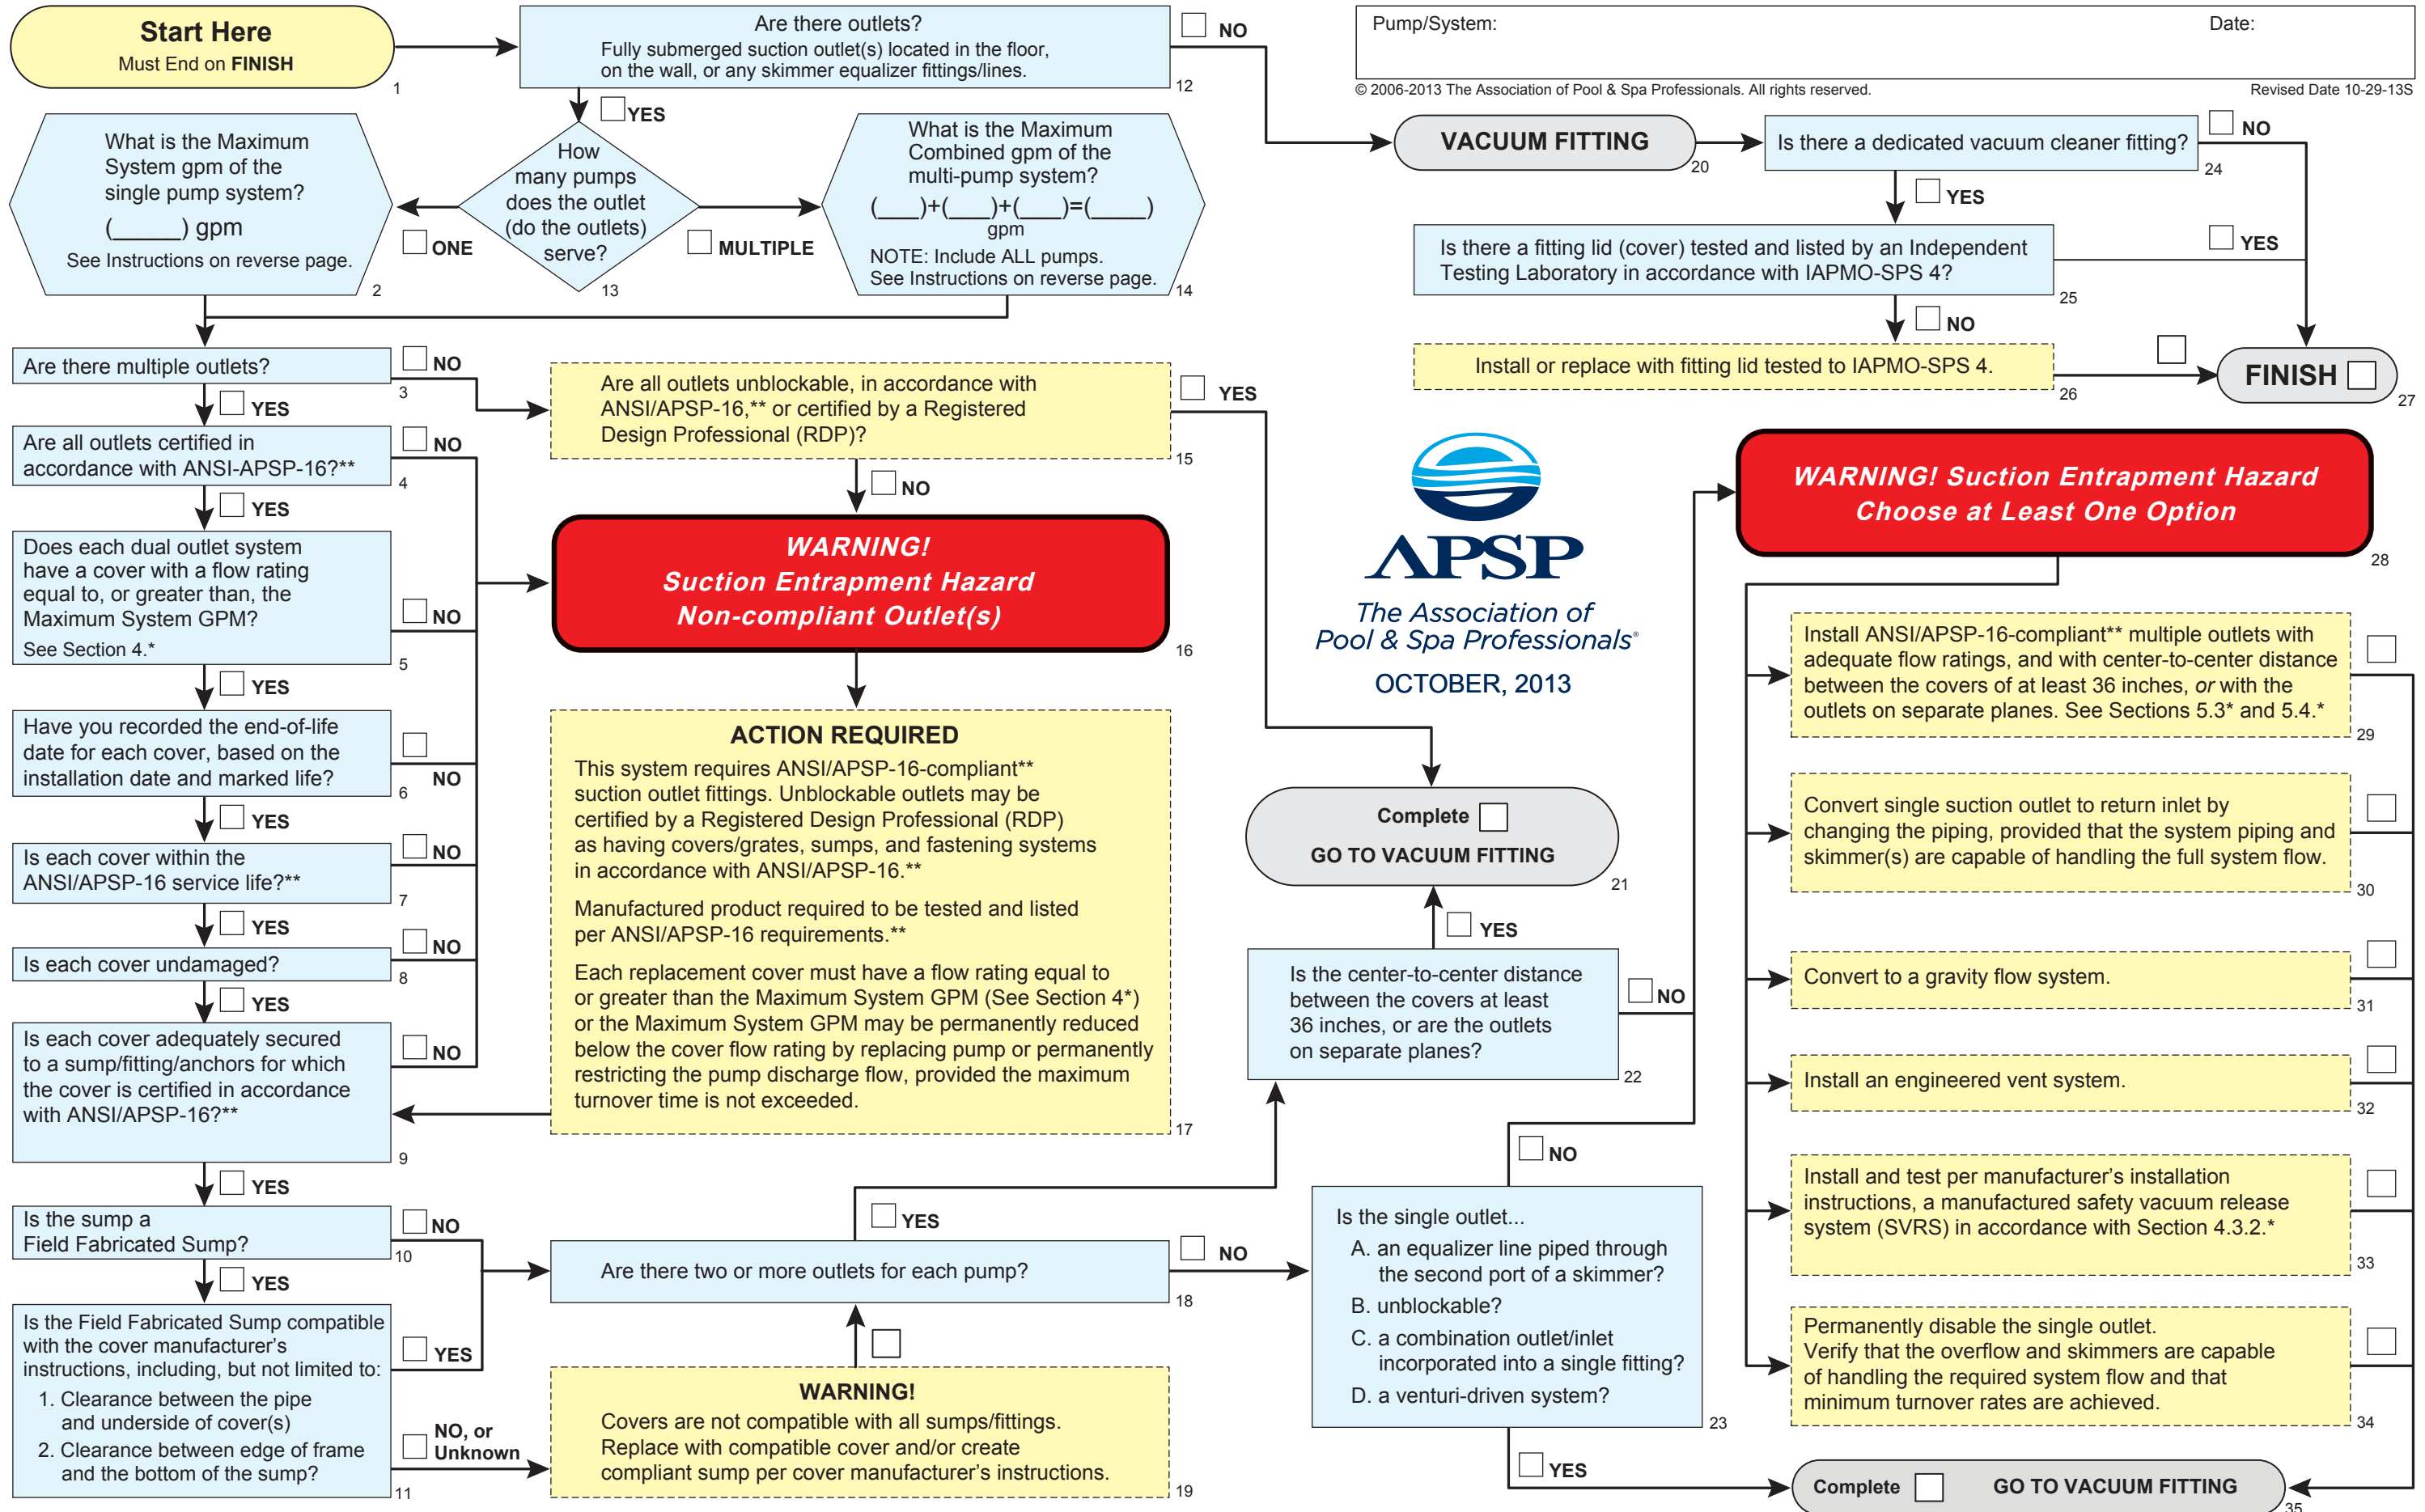 Start Here
Must End on FINISH
1
Are there outlets?
Fully submerged suction outlet(s) located in the floor,
on the wall, or any skimmer equalizer fittings/lines.
12
NO
YES
Pump/System:
Date:
© 2006-2013 The Association of Pool & Spa Professionals. All rights reserved.
Revised Date 10-29-13S
What is the Maximum
System gpm of the
single pump system?
(_____) gpm
See Instructions on reverse page.
2
How
many pumps
does the outlet
(do the outlets)
serve?
13
ONE
MULTIPLE
What is the Maximum
Combined gpm of the
multi-pump system?
(___)+(___)+(___)=(____)
gpm
NOTE: Include ALL pumps.
See Instructions on reverse page.
14
VACUUM FITTING
20
Is there a dedicated vacuum cleaner fitting?
24
NO
YES
Is there a fitting lid (cover) tested and listed by an Independent
Testing Laboratory in accordance with IAPMO-SPS 4?
25
YES
NO
Install or replace with fitting lid tested to IAPMO-SPS 4.
26
FINISH
27
Are there multiple outlets?
3
NO
YES
Are all outlets certified in
accordance with ANSI-APSP-16?**
4
NO
YES
Does each dual outlet system
have a cover with a flow rating
equal to, or greater than, the
Maximum System GPM?
See Section 4.*
5
NO
YES
Have you recorded the end-of-life
date for each cover, based on the
installation date and marked life?
6
NO
YES
Is each cover within the
ANSI/APSP-16 service life?**
7
NO
YES
Is each cover undamaged?
8
NO
YES
Is each cover adequately secured
to a sump/fitting/anchors for which
the cover is certified in accordance
with ANSI/APSP-16?**
9
NO
YES
Is the sump a
Field Fabricated Sump?
10
NO
YES
Is the Field Fabricated Sump compatible
with the cover manufacturer's
instructions, including, but not limited to:
1. Clearance between the pipe
and underside of cover(s)
2. Clearance between edge of frame
and the bottom of the sump?
11
YES
NO, or
Unknown
Are all outlets unblockable, in accordance with
ANSI/APSP-16,** or certified by a Registered
Design Professional (RDP)?
15
YES
NO
WARNING!
Suction Entrapment Hazard
Non-compliant Outlet(s)
16
ACTION REQUIRED
This system requires ANSI/APSP-16-compliant**
suction outlet fittings. Unblockable outlets may be
certified by a Registered Design Professional (RDP)
as having covers/grates, sumps, and fastening systems
in accordance with ANSI/APSP-16.**
Manufactured product required to be tested and listed
per ANSI/APSP-16 requirements.**
Each replacement cover must have a flow rating equal to
or greater than the Maximum System GPM (See Section 4*)
or the Maximum System GPM may be permanently reduced
below the cover flow rating by replacing pump or permanently
restricting the pump discharge flow, provided the maximum
turnover time is not exceeded.
17
YES
Are there two or more outlets for each pump?
18
NO
WARNING!
Covers are not compatible with all sumps/fittings.
Replace with compatible cover and/or create
compliant sump per cover manufacturer's instructions.
19
APSP
The Association of
Pool & Spa Professionals®
OCTOBER, 2013
Complete
GO TO VACUUM FITTING
21
YES
Is the center-to-center distance
between the covers at least
36 inches, or are the outlets
on separate planes?
22
NO
NO
Is the single outlet...
A. an equalizer line piped through
the second port of a skimmer?
B. unblockable?
C. a combination outlet/inlet
incorporated into a single fitting?
D. a venturi-driven system?
23
YES
WARNING! Suction Entrapment Hazard
Choose at Least One Option
28
Install ANSI/APSP-16-compliant** multiple outlets with
adequate flow ratings, and with center-to-center distance
between the covers of at least 36 inches, or with the
outlets on separate planes. See Sections 5.3* and 5.4.*
29
Convert single suction outlet to return inlet by
changing the piping, provided that the system piping and
skimmer(s) are capable of handling the full system flow.
30
Convert to a gravity flow system.
31
Install an engineered vent system.
32
Install and test per manufacturer's installation
instructions, a manufactured safety vacuum release
system (SVRS) in accordance with Section 4.3.2.*
33
Permanently disable the single outlet.
Verify that the overflow and skimmers are capable
of handling the required system flow and that
minimum turnover rates are achieved.
34
Complete
GO TO VACUUM FITTING
35